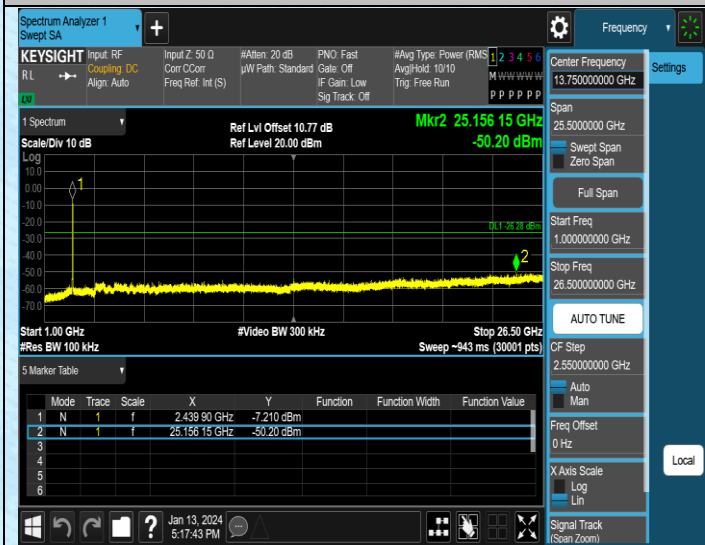 Spectrum Analyzer 1
Swept SA
+
Frequency
KEYSIGHT
RL
LXI
Input: RF
Coupling: DC
Align: Auto
Input Z: 50 Ω
Corr CCorr
Freq Ref: Int (S)
#Atten: 20 dB
µW Path: Standard
PNO: Fast
Gate: Off
IF Gain: Low
Sig Track: Off
#Avg Type: Power (RMS
Avg|Hold: 10/10
Trig: Free Run
1 2 3 4 5 6
M W W W W W
P P P P P P
Center Frequency
13.750000000 GHz
Settings
Span
25.5000000 GHz
Swept Span
Zero Span
Full Span
Start Freq
1.000000000 GHz
Stop Freq
26.500000000 GHz
AUTO TUNE
CF Step
2.550000000 GHz
Auto
Man
Freq Offset
0 Hz
X Axis Scale
Log
Lin
Signal Track
(Span Zoom)
Local
1 Spectrum
Scale/Div 10 dB
Ref Lvl Offset 10.77 dB
Ref Level 20.00 dBm
Mkr2 25.156 15 GHz
-50.20 dBm
Log
10.0
0.00
-10.0
-20.0
-30.0
-40.0
-50.0
-60.0
-70.0
1
DL1 -26.28 dBm
2
Start 1.00 GHz
#Res BW 100 kHz
#Video BW 300 kHz
Stop 26.50 GHz
Sweep ~943 ms (30001 pts)
5 Marker Table
Mode Trace Scale X Y Function Function Width Function Value
1 N 1 f 2.439 90 GHz -7.210 dBm
2 N 1 f 25.156 15 GHz -50.20 dBm
3
4
5
6
?
Jan 13, 2024
5:17:43 PM